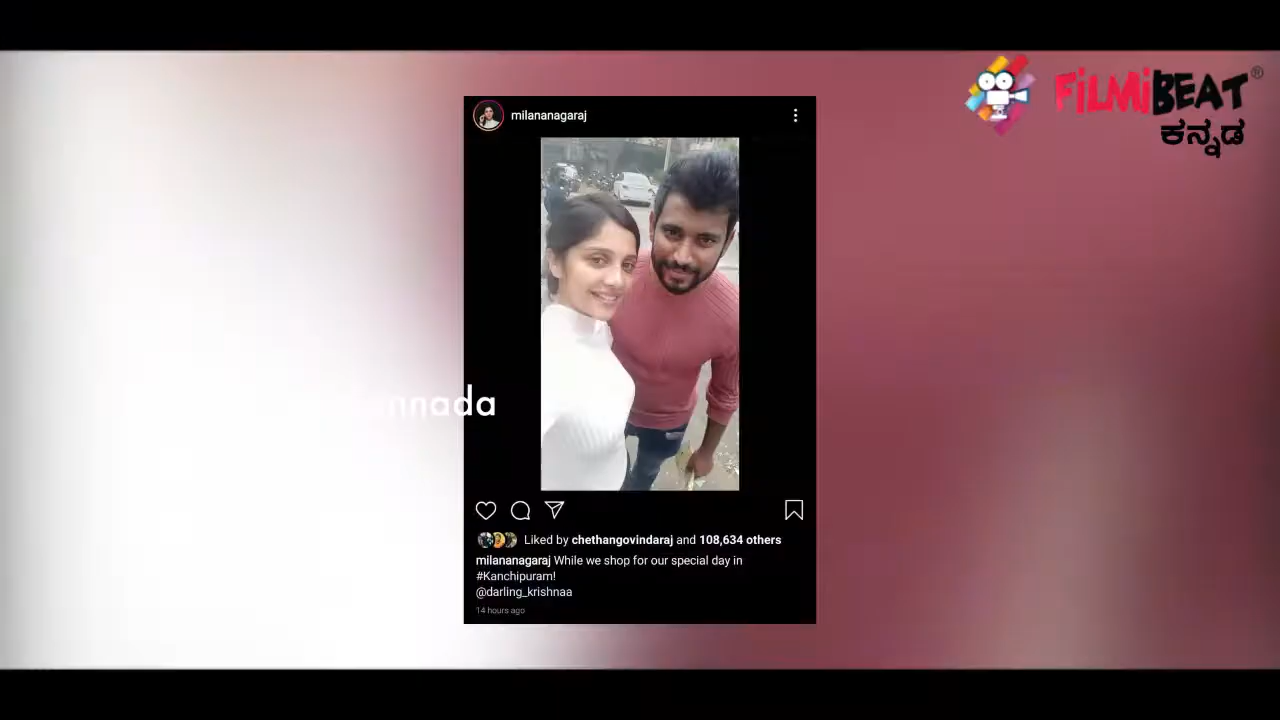 FiLMiBEAT®
ಕನ್ನಡ
milananagaraj
nnada
Liked by chethangovindaraj and 108,634 others
milananagaraj While we shop for our special day in
#Kanchipuram!
@darling_krishnaa
14 hours ago